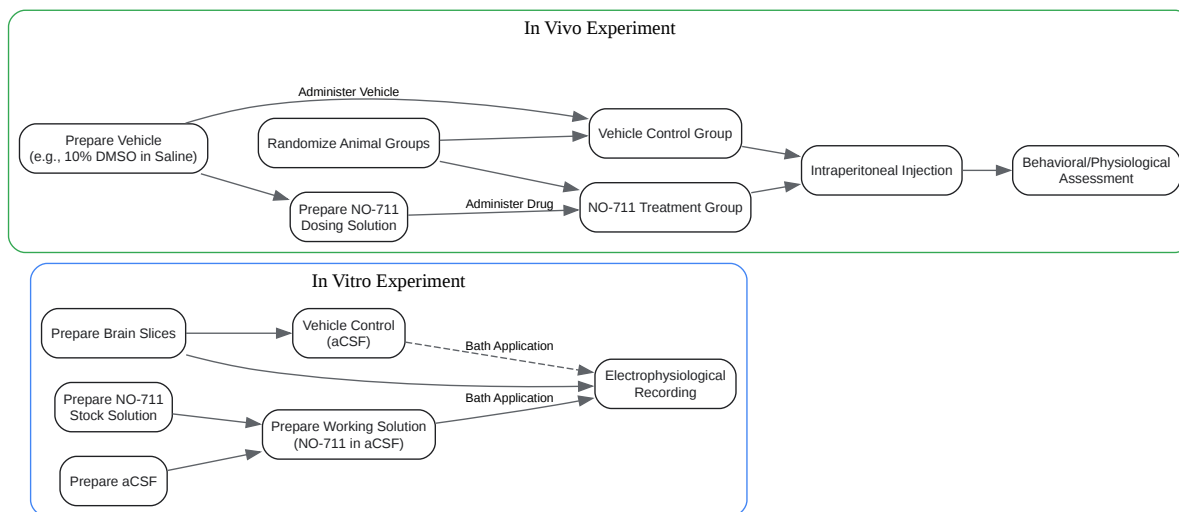 In Vivo Experiment
Administer Vehicle
Prepare Vehicle
(e.g., 10% DMSO in Saline)
Randomize Animal Groups
Vehicle Control Group
Intraperitoneal Injection
Behavioral/Physiological
Assessment
Prepare NO-711
Dosing Solution
Administer Drug
NO-711 Treatment Group
In Vitro Experiment
Prepare Brain Slices
Vehicle Control
(aCSF)
Bath Application
Electrophysiological
Recording
Prepare NO-711
Stock Solution
Bath Application
Prepare Working Solution
(NO-711 in aCSF)
Prepare aCSF